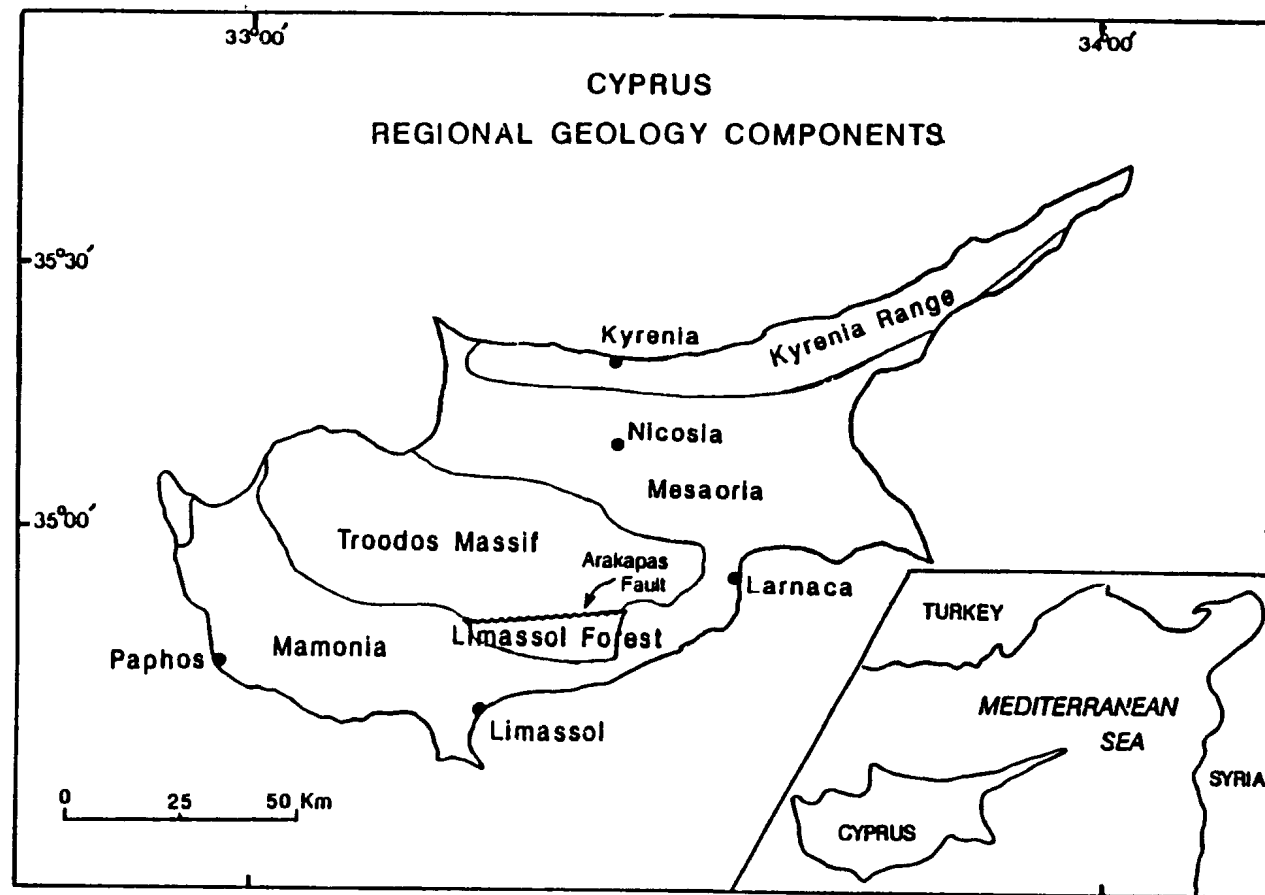 33°00′
34°00′
CYPRUS
REGIONAL GEOLOGY COMPONENTS
35°30′
Kyrenia
Kyrenia Range
Nicosia
Mesaoria
35°00′
Troodos Massif
Arakapas
Fault
Larnaca
Limassol Forest
Mamonia
Paphos
Limassol
0 25 50 Km
TURKEY
MEDITERRANEAN
SEA
SYRIA
CYPRUS